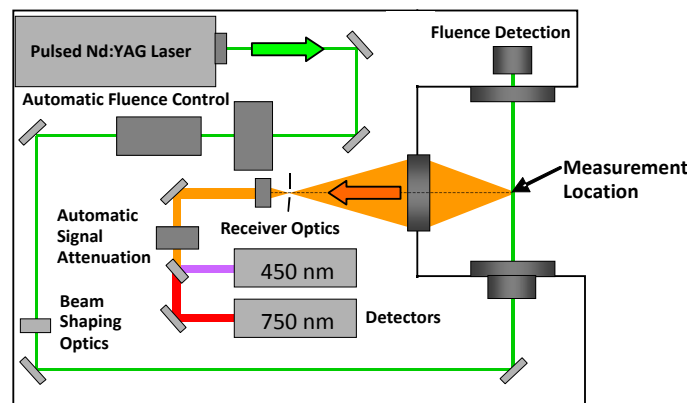 Pulsed Nd:YAG Laser
Fluence Detection
Automatic Fluence Control
Measurement
Location
Automatic
Signal
Attenuation
Receiver Optics
450 nm
750 nm
Detectors
Beam
Shaping
Optics